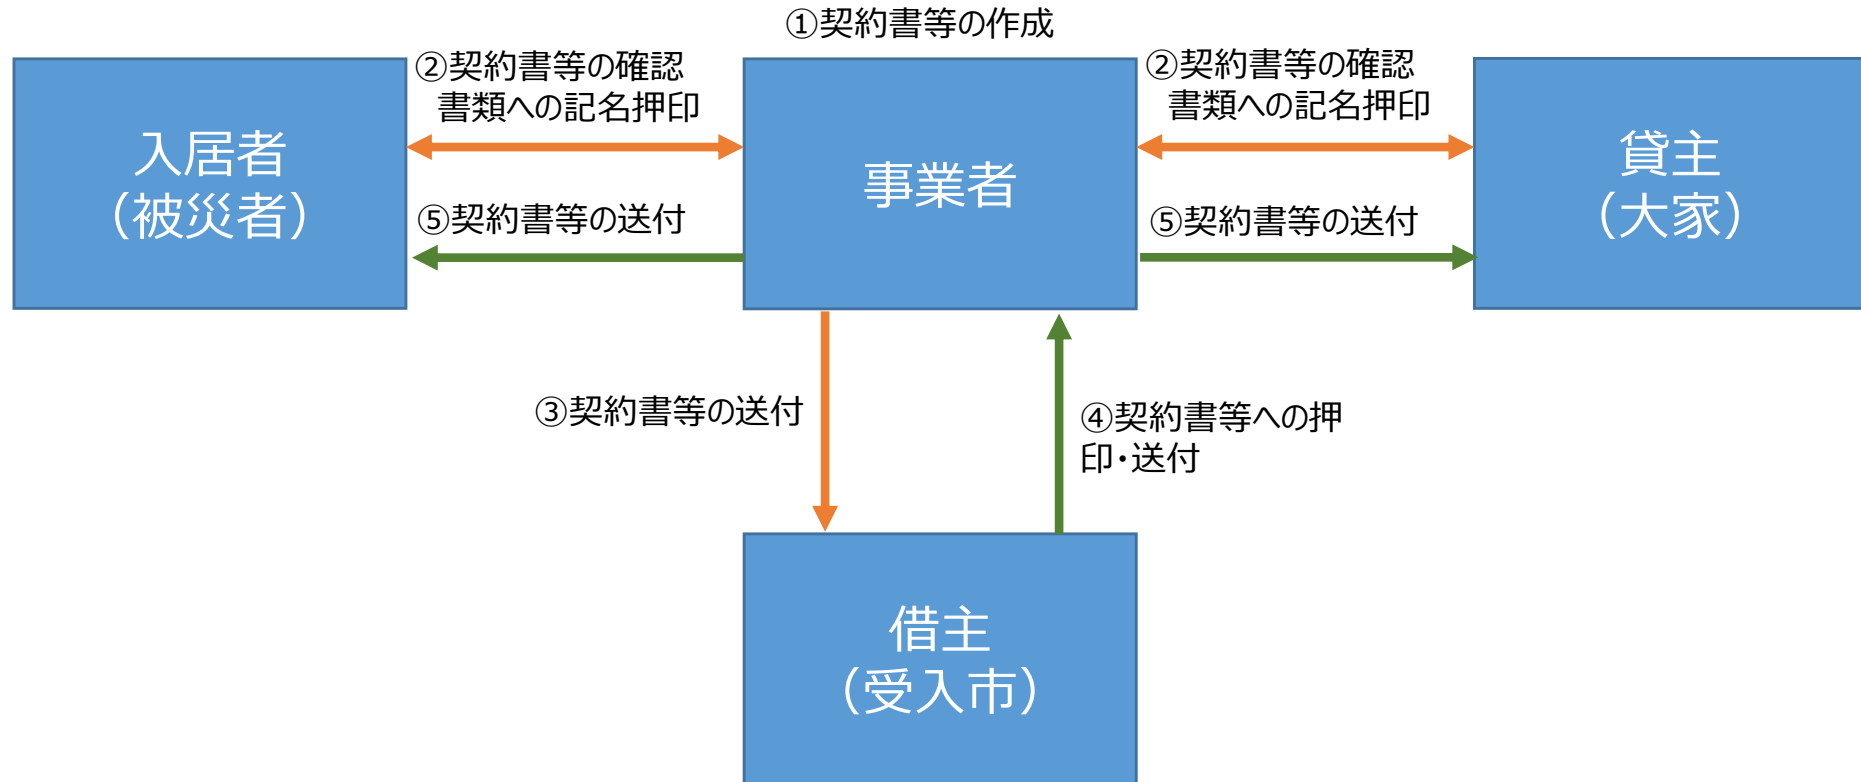 ①契約書等の作成
②契約書等の確認
書類への記名押印
②契約書等の確認
書類への記名押印
入居者
（被災者）
事業者
貸主
（大家）
⑤契約書等の送付
⑤契約書等の送付
③契約書等の送付
④契約書等への押
印・送付
借主
（受入市）